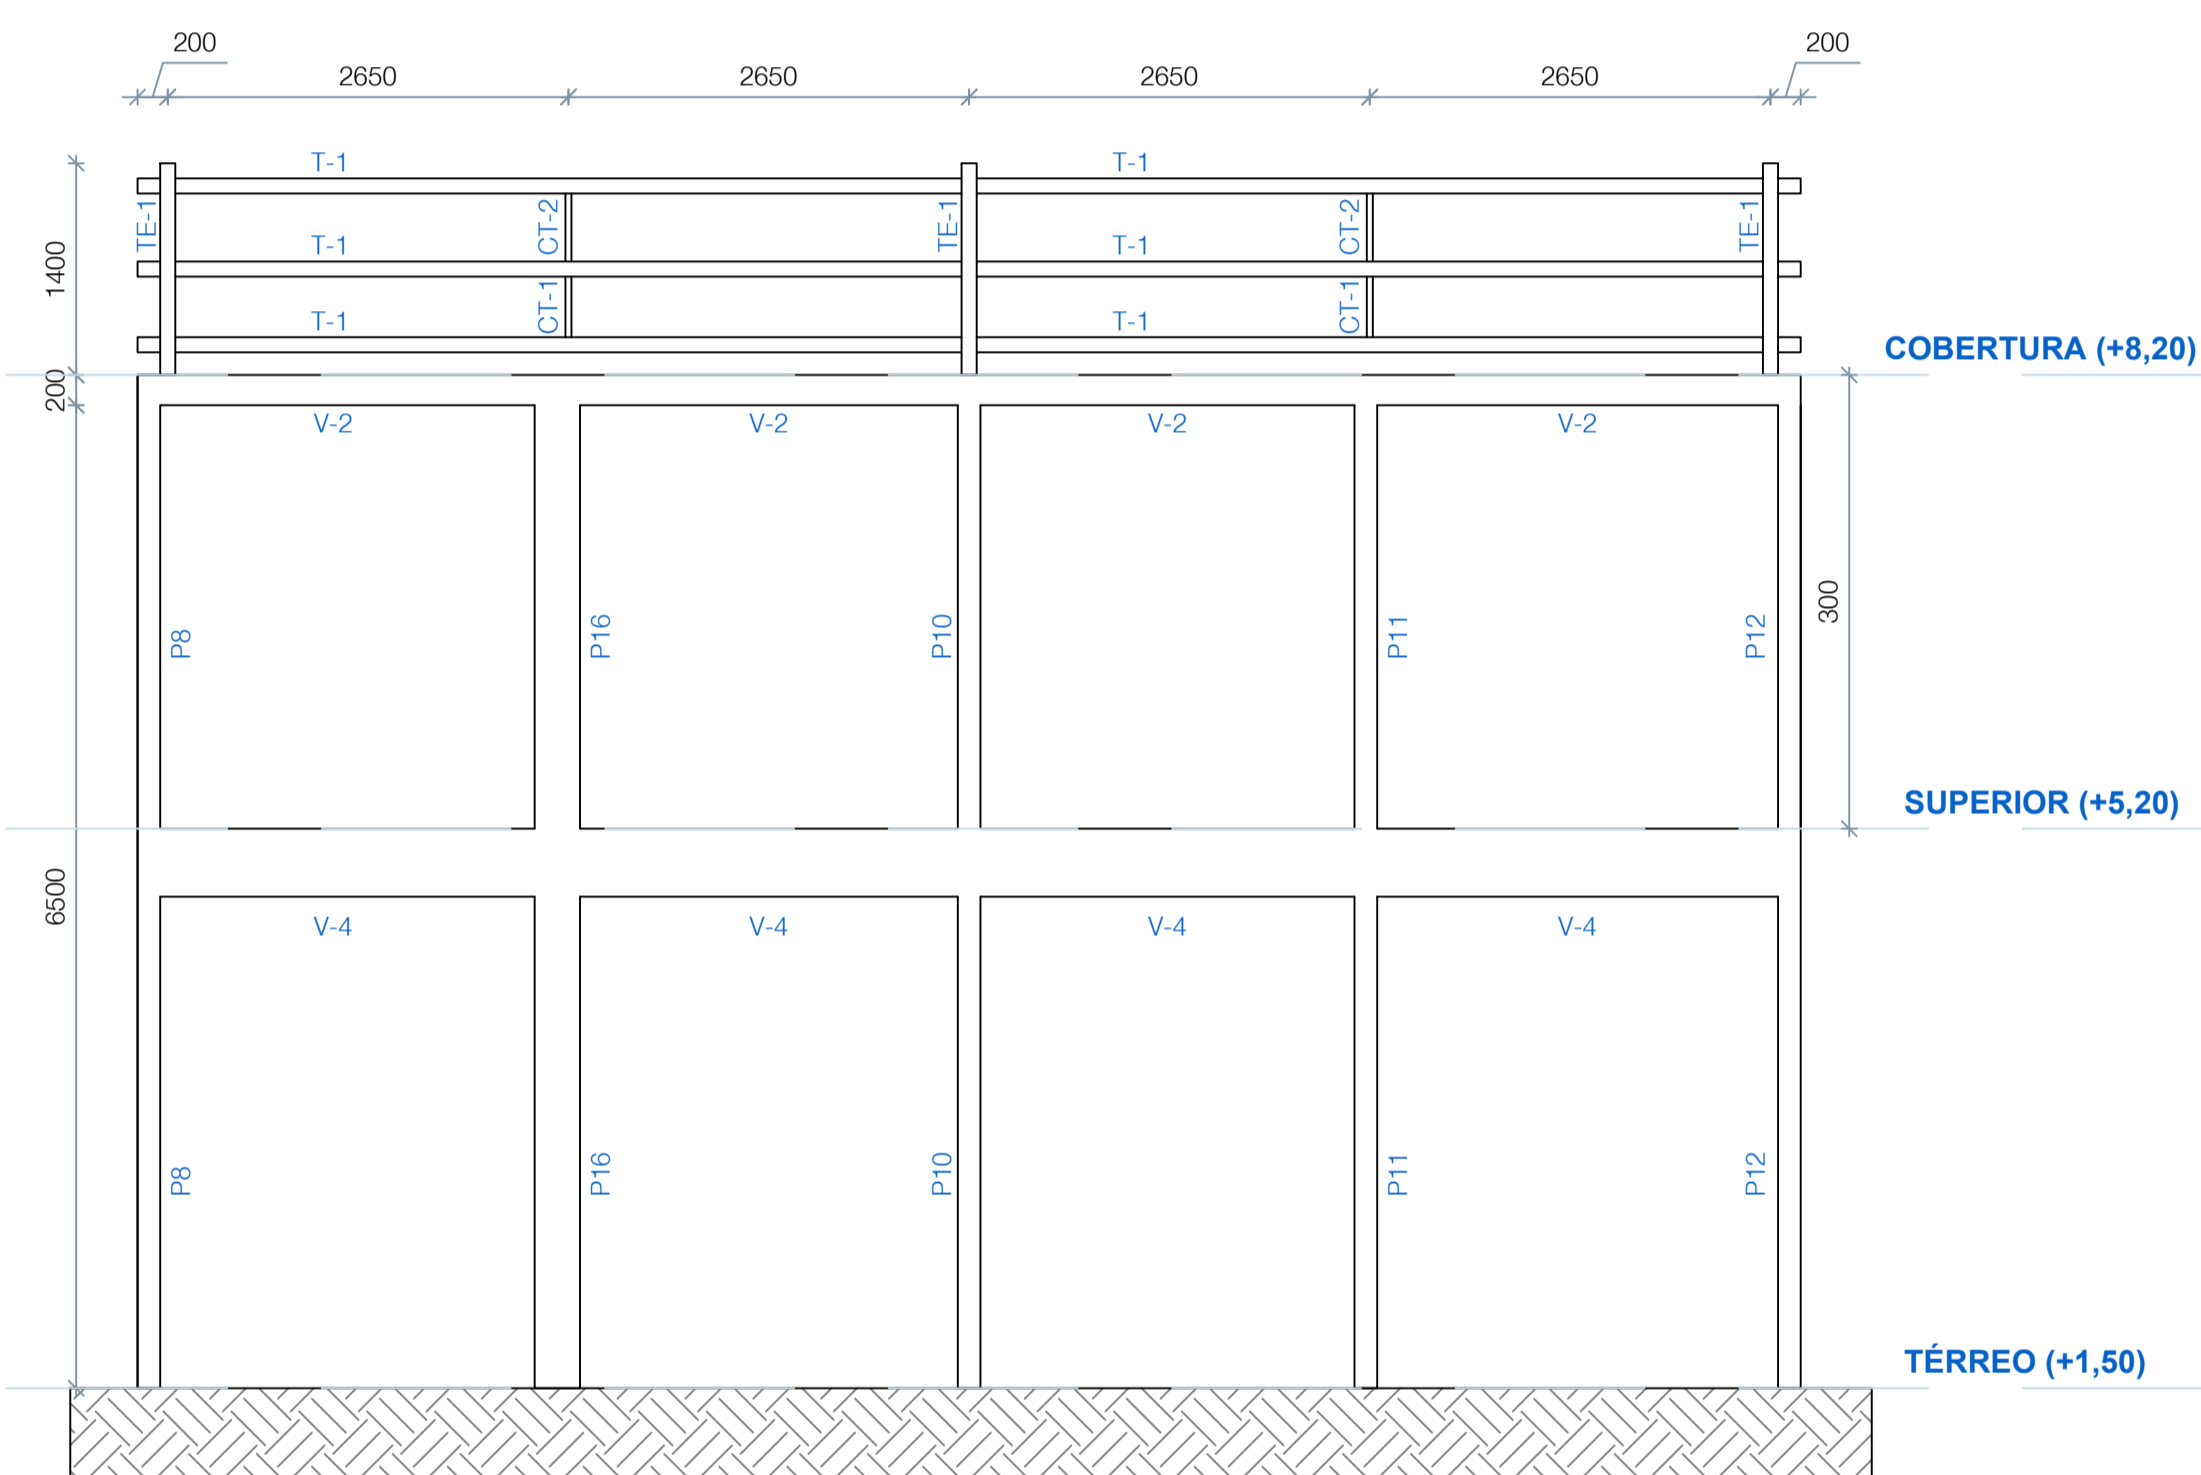 200
200
2650
2650
2650
2650
T-1
T-1
TE-1
CT-2
TE-1
CT-2
TE-1
T-1
T-1
1400
CT-1
CT-1
T-1
T-1
COBERTURA (+8,20)
200
V-2
V-2
V-2
V-2
300
P8
P16
P10
P11
P12
SUPERIOR (+5,20)
6500
V-4
V-4
V-4
V-4
P8
P16
P10
P11
P12
TÉRREO (+1,50)